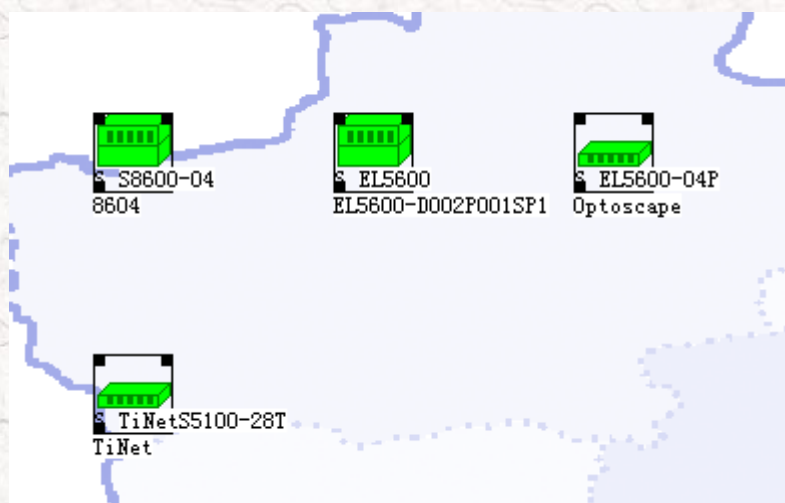 S S8600-04
8604
S EL5600
EL5600-D002P001SP1
S EL5600-04P
Optoscape
S TiNetS5100-28T
TiNet